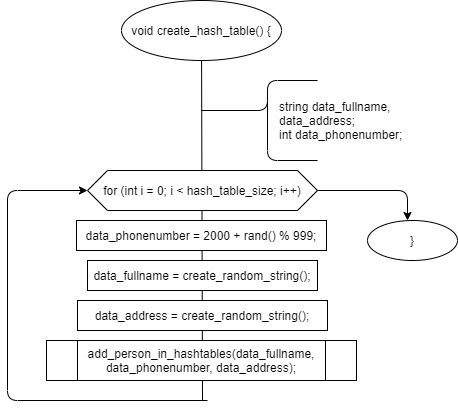 void create_hash_table() {
string data_fullname,
data_address;
int data_phonenumber;
for (int i = 0; i < hash_table_size; i++)
}
data_phonenumber = 2000 + rand() % 999;
data_fullname = create_random_string();
data_address = create_random_string();
add_person_in_hashtables(data_fullname,
data_phonenumber, data_address);